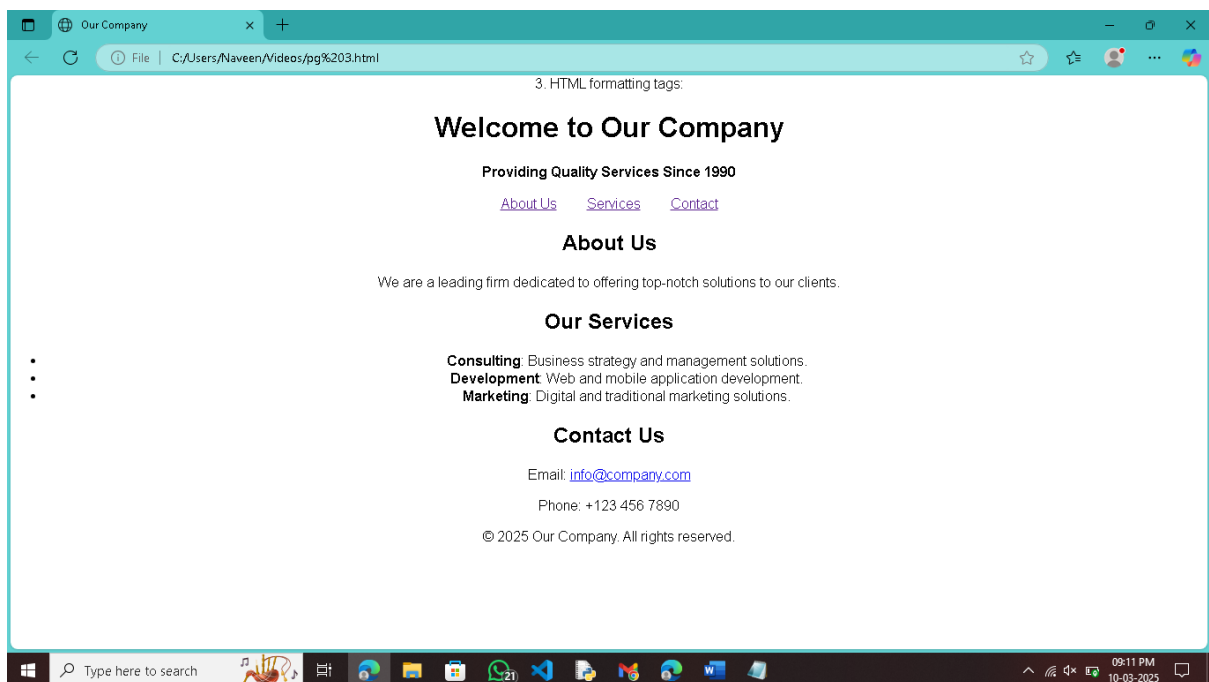 Our Company
File | C:/Users/Naveen/Videos/pg%203.html
3. HTML formatting tags:
Welcome to Our Company
Providing Quality Services Since 1990
About Us Services Contact
About Us
We are a leading firm dedicated to offering top-notch solutions to our clients.
Our Services
• Consulting: Business strategy and management solutions.
• Development: Web and mobile application development.
• Marketing: Digital and traditional marketing solutions.
Contact Us
Email: info@company.com
Phone: +123 456 7890
© 2025 Our Company. All rights reserved.
Type here to search
21
W
09:11 PM
10-03-2025